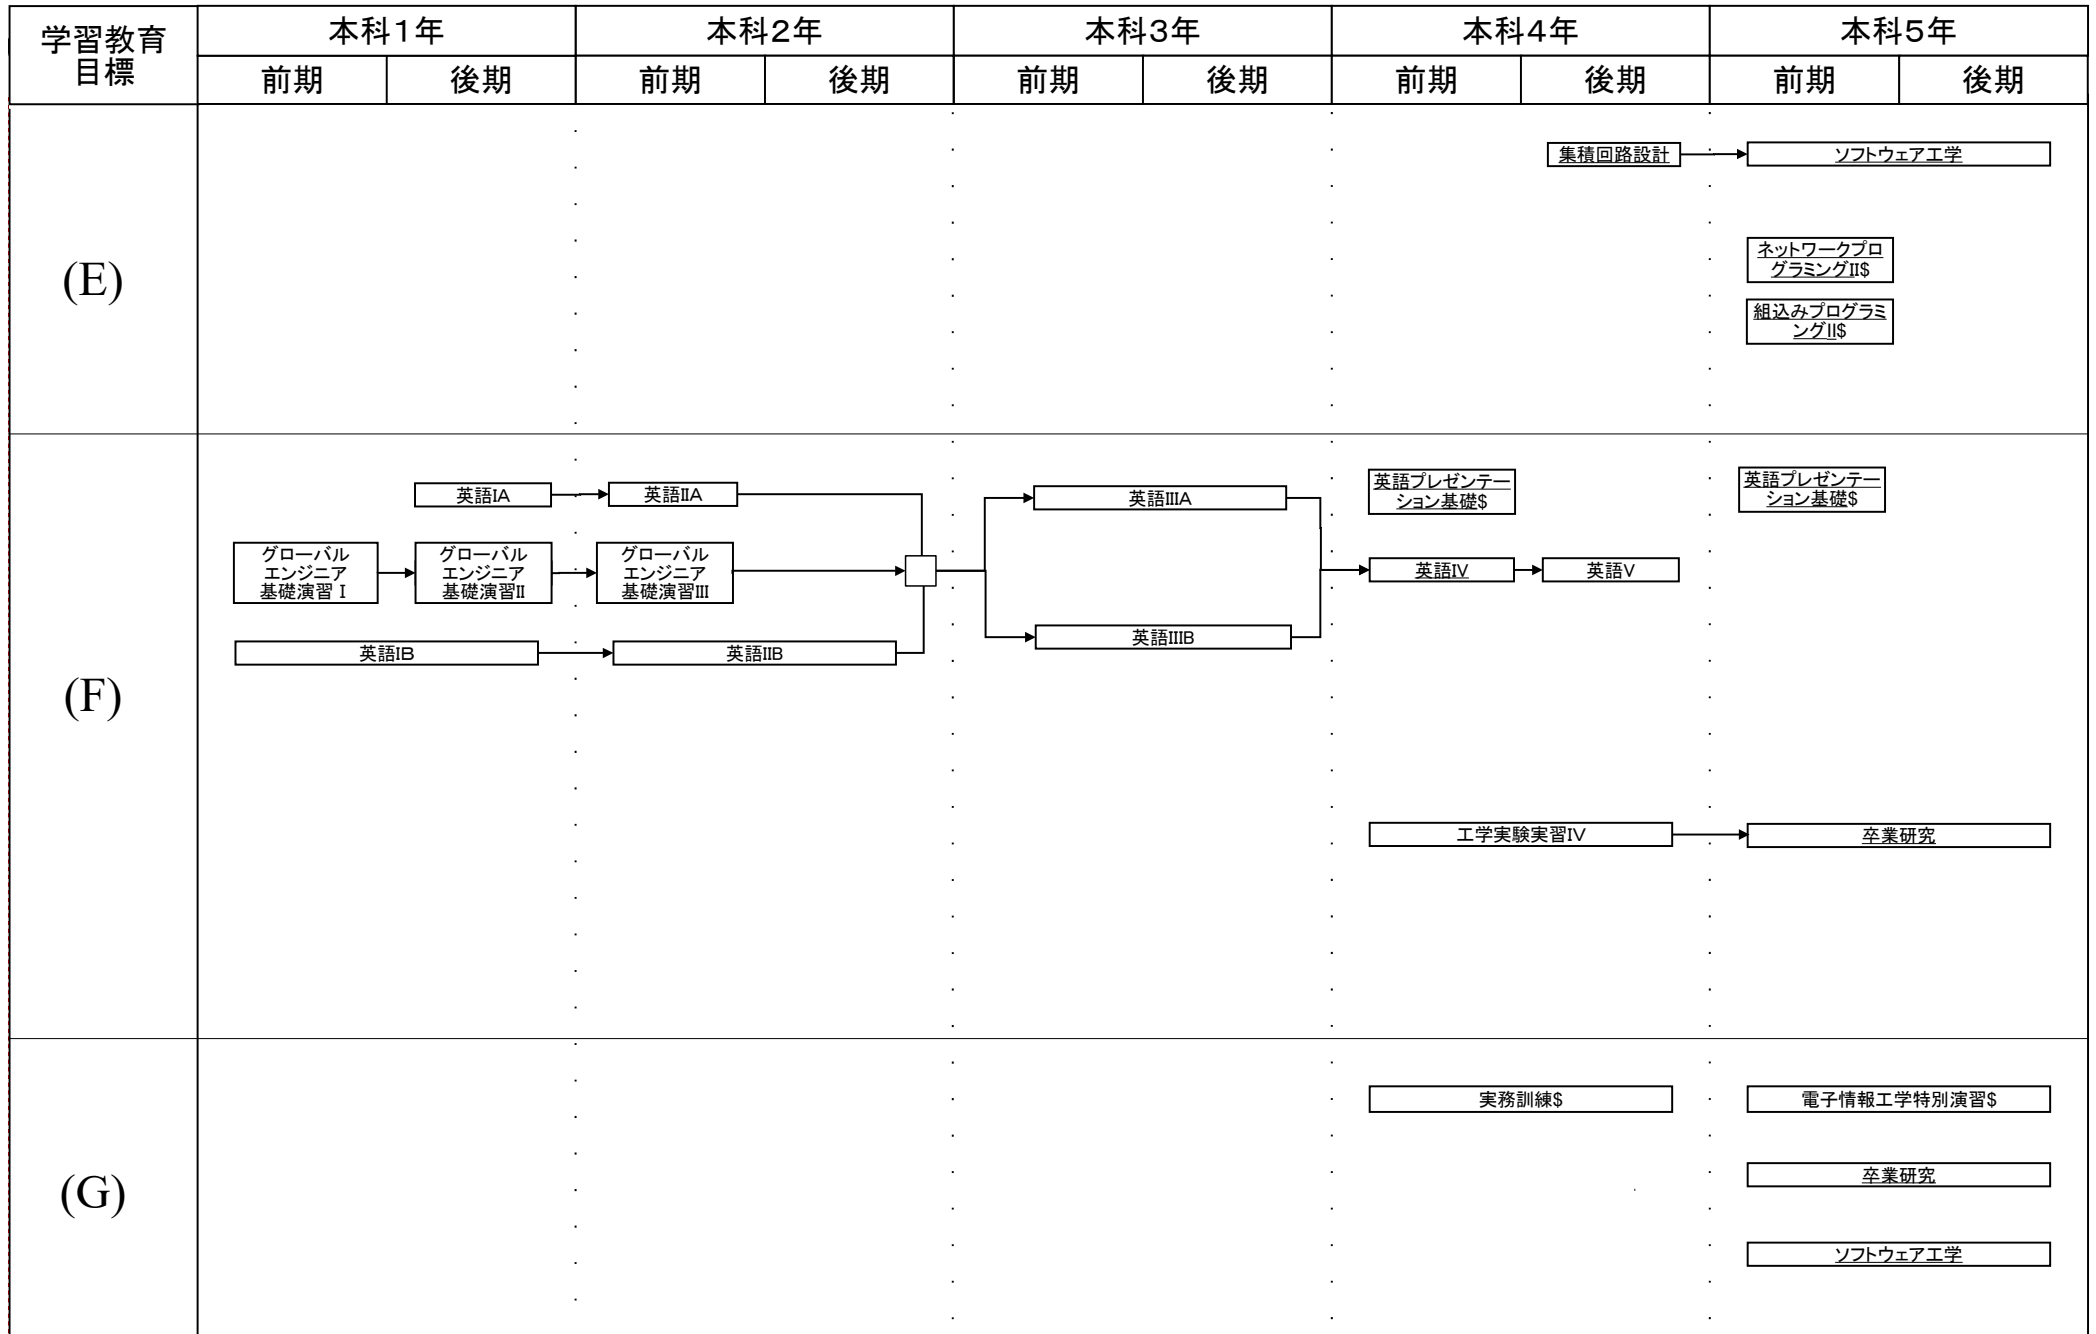 学習教育
目標
本科1年
本科2年
本科3年
本科4年
本科5年
前期
後期
前期
後期
前期
後期
前期
後期
前期
後期
(E)
集積回路設計
ソフトウェア工学
ネットワークプロ
グラミングII$
組込みプログラミ
ングII$
(F)
英語IA
英語IIA
英語IIIA
英語プレゼンテー
ション基礎$
英語プレゼンテー
ション基礎$
グローバル
エンジニア
基礎演習 I
グローバル
エンジニア
基礎演習II
グローバル
エンジニア
基礎演習III
英語IV
英語V
英語IB
英語IIB
英語IIIB
工学実験実習IV
卒業研究
(G)
実務訓練$
電子情報工学特別演習$
卒業研究
ソフトウェア工学